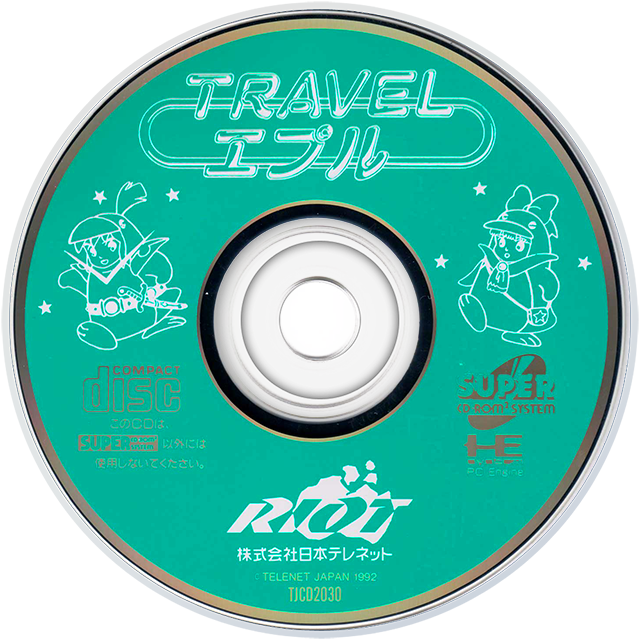 TRAVEL
エプル
COMPACT
disc
このCDは、
SUPER 以外には
使用しないでください。
SUPER
CD-ROM² SYSTEM
HE
PC Engine
RIOT
株式会社日本テレネット
© TELENET JAPAN 1992
TJCD2030